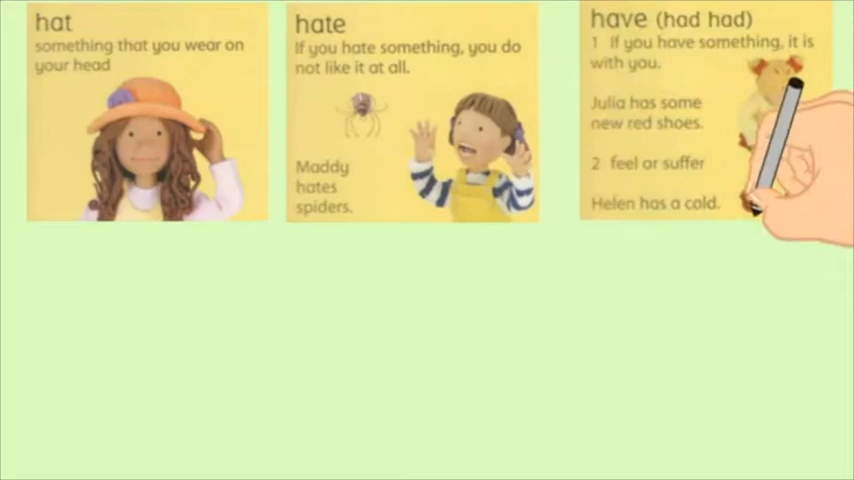 hat
something that you wear on
your head
hate
If you hate something, you do
not like it at all.
Maddy
hates
spiders.
have (had had)
1 If you have something, it is
with you.
Julia has some
new red shoes.
2 feel or suffer
Helen has a cold.